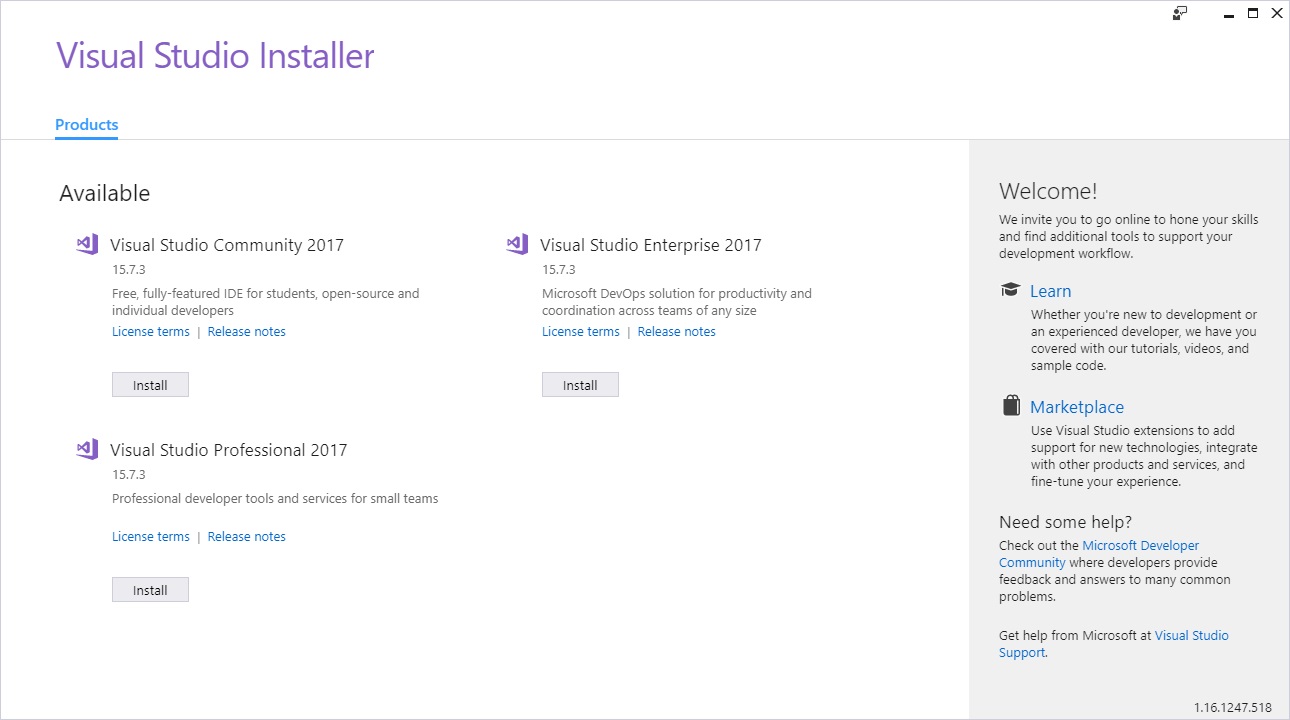 Visual Studio Installer
Products
Available
Visual Studio Community 2017
15.7.3
Free, fully-featured IDE for students, open-source and
individual developers
License terms | Release notes
Install
Visual Studio Enterprise 2017
15.7.3
Microsoft DevOps solution for productivity and
coordination across teams of any size
License terms | Release notes
Install
Visual Studio Professional 2017
15.7.3
Professional developer tools and services for small teams
License terms | Release notes
Install
Welcome!
We invite you to go online to hone your skills
and find additional tools to support your
development workflow.
Learn
Whether you're new to development or
an experienced developer, we have you
covered with our tutorials, videos, and
sample code.
Marketplace
Use Visual Studio extensions to add
support for new technologies, integrate
with other products and services, and
fine-tune your experience.
Need some help?
Check out the Microsoft Developer
Community where developers provide
feedback and answers to many common
problems.
Get help from Microsoft at Visual Studio
Support.
1.16.1247.518